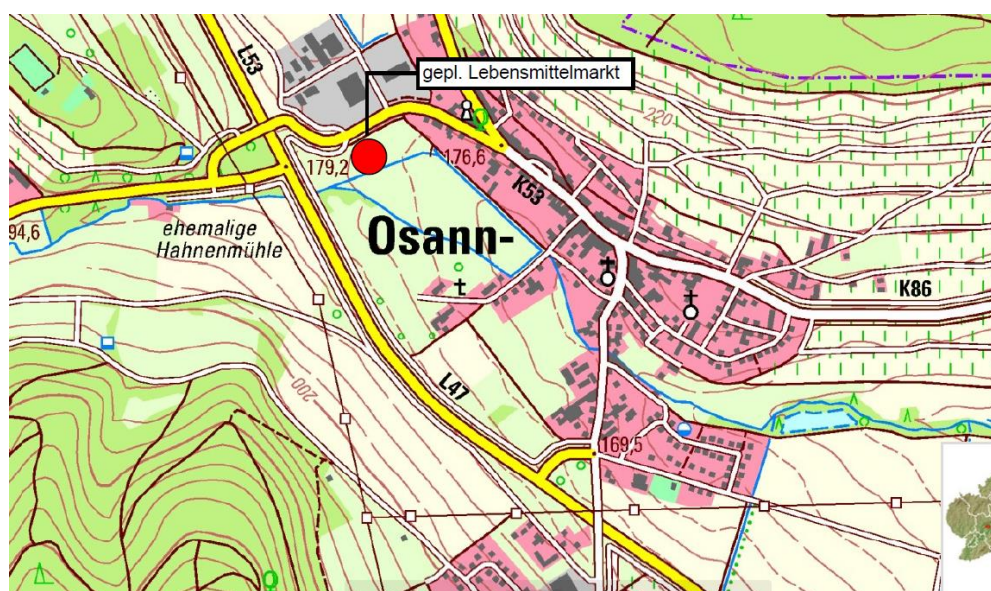 L53
gepl. Lebensmittelmarkt
220
179,2
176,6
K53
94,6
ehemalige
Hahnenmühle
Osann-
K86
200
L47
169,5